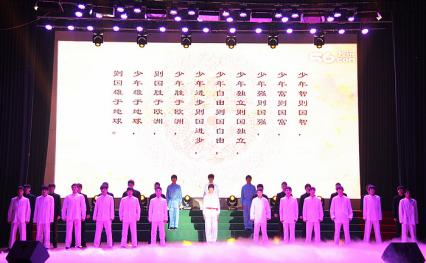 少年智则国智，
少年富则国富，
少年强则国强，
少年独立则国独立，
少年自由则国自由，
少年进步则国进步，
少年胜于欧洲，
则国胜于欧洲，
少年雄于地球，
则国雄于地球。
56.com